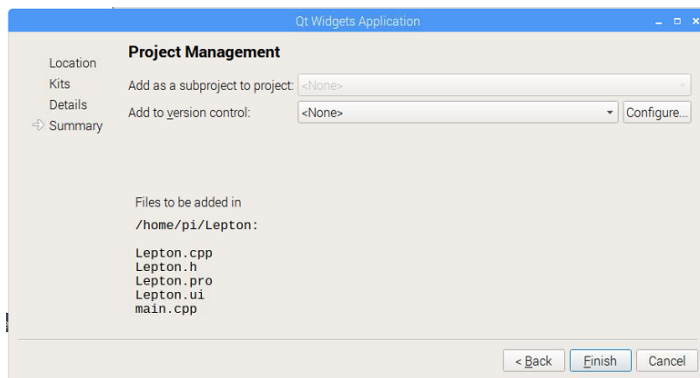 Qt Widgets Application
Location
Kits
Details
Summary
Project Management
Add as a subproject to project: <None>
Add to version control: <None> Configure...
Files to be added in
/home/pi/Lepton:
Lepton.cpp
Lepton.h
Lepton.pro
Lepton.ui
main.cpp
< Back Finish Cancel